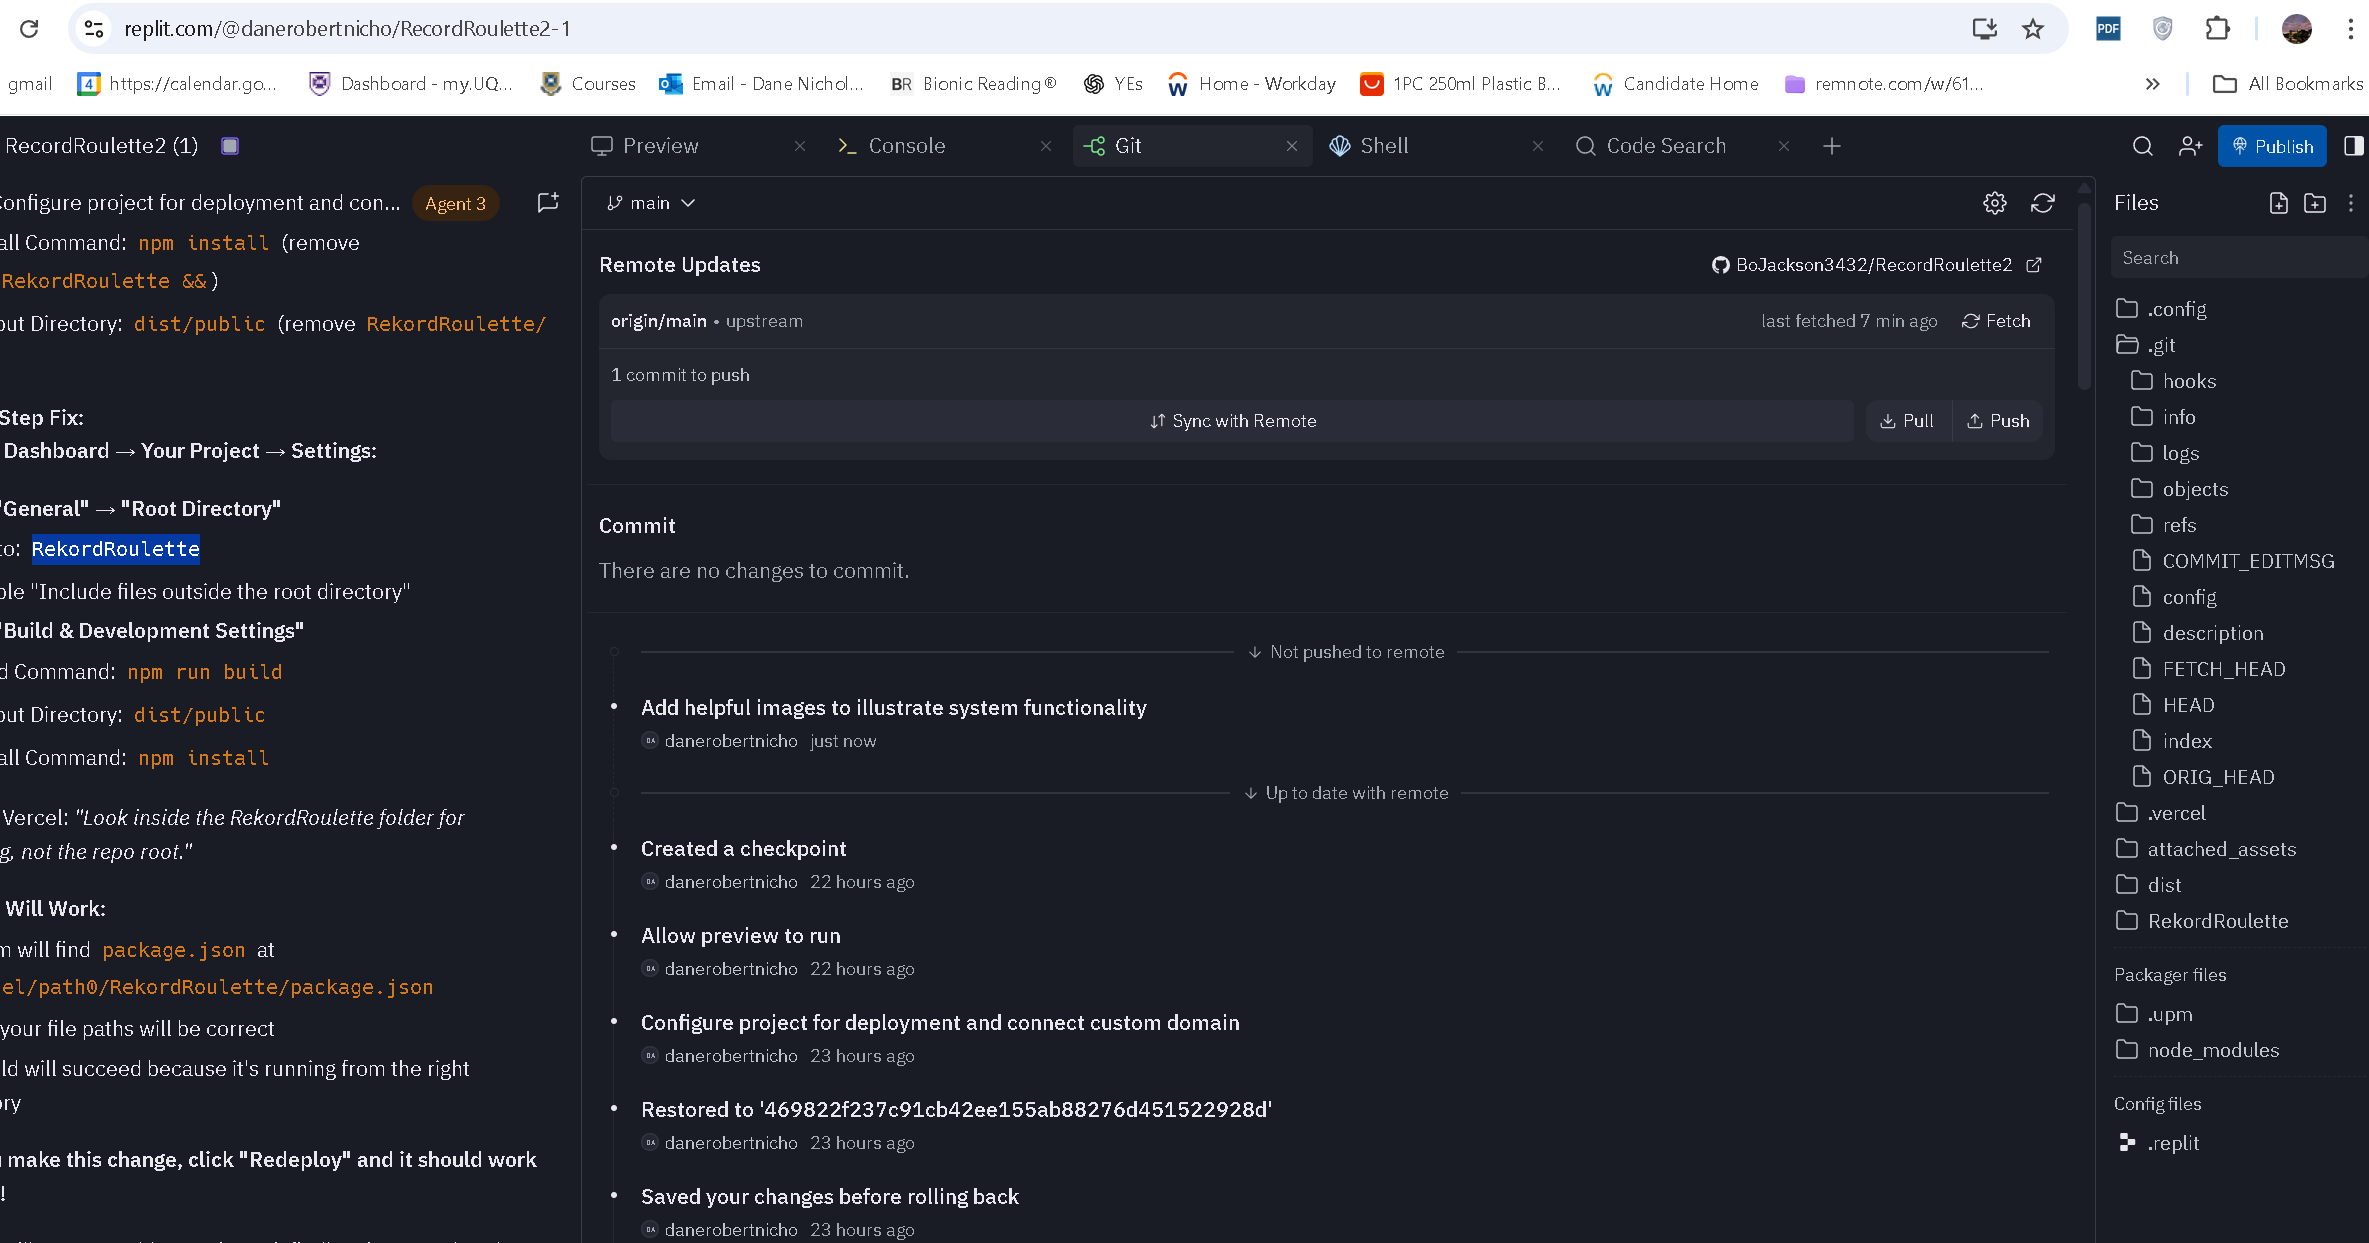 replit.com/@danerobertnicho/RecordRoulette2-1
PDF
gmail
4 https://calendar.go...
Dashboard - my.UQ...
Courses
Email - Dane Nichol...
BR Bionic Reading®
YEs
Home - Workday
1PC 250ml Plastic B...
Candidate Home
remnote.com/w/61...
»
All Bookmarks
RecordRoulette2 (1)
Preview
Console
Git
Shell
Code Search
Publish
onfigure project for deployment and con...
Agent 3
all Command: npm install (remove
RekordRoulette &&)
out Directory: dist/public (remove RekordRoulette/
Step Fix:
Dashboard → Your Project → Settings:
"General" → "Root Directory"
to: RekordRoulette
ble "Include files outside the root directory"
"Build & Development Settings"
d Command: npm run build
out Directory: dist/public
all Command: npm install
Vercel: "Look inside the RekordRoulette folder for
g, not the repo root."
Will Work:
m will find package.json at
el/path0/RekordRoulette/package.json
your file paths will be correct
ld will succeed because it's running from the right
ory
u make this change, click "Redeploy" and it should work
!
main
Remote Updates
BoJackson3432/RecordRoulette2
origin/main • upstream
last fetched 7 min ago
Fetch
1 commit to push
Sync with Remote
Pull
Push
Commit
There are no changes to commit.
↓ Not pushed to remote
Add helpful images to illustrate system functionality
DA danerobertnicho just now
↓ Up to date with remote
Created a checkpoint
DA danerobertnicho 22 hours ago
Allow preview to run
DA danerobertnicho 22 hours ago
Configure project for deployment and connect custom domain
DA danerobertnicho 23 hours ago
Restored to '469822f237c91cb42ee155ab88276d451522928d'
DA danerobertnicho 23 hours ago
Saved your changes before rolling back
DA danerobertnicho 23 hours ago
Files
Search
.config
.git
hooks
info
logs
objects
refs
COMMIT_EDITMSG
config
description
FETCH_HEAD
HEAD
index
ORIG_HEAD
.vercel
attached_assets
dist
RekordRoulette
Packager files
.upm
node_modules
Config files
.replit